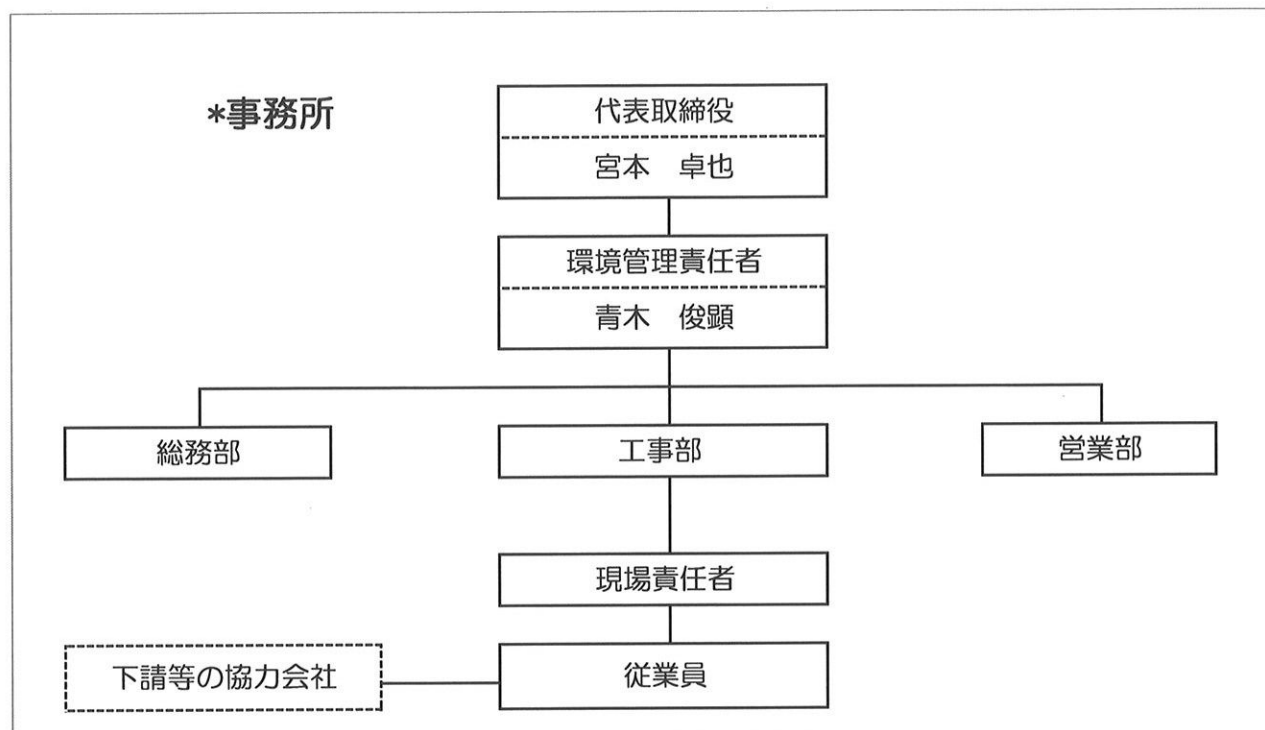 *事務所
代表取締役
宮本　卓也
環境管理責任者
青木　俊顕
総務部
工事部
営業部
現場責任者
下請等の協力会社
従業員